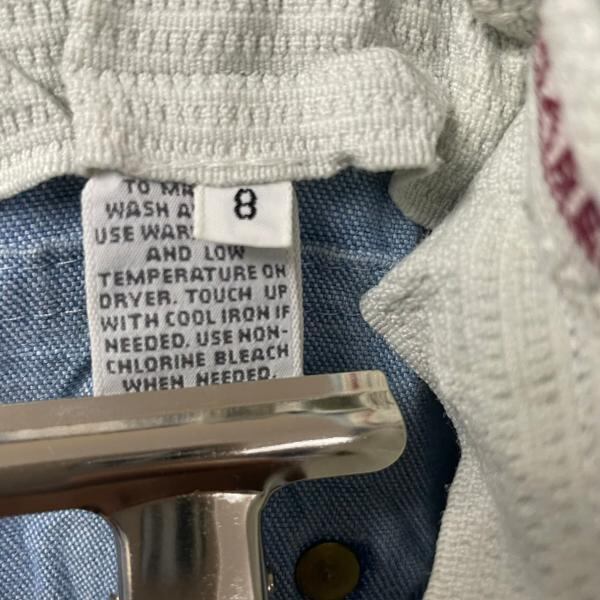 TO MA
8
WASH A
USE WAR
AND LOW
TEMPERATURE ON
DRYER. TOUCH UP
WITH COOL IRON IF
NEEDED. USE NON-
CHLORINE BLEACH
WHEN NEEDED.